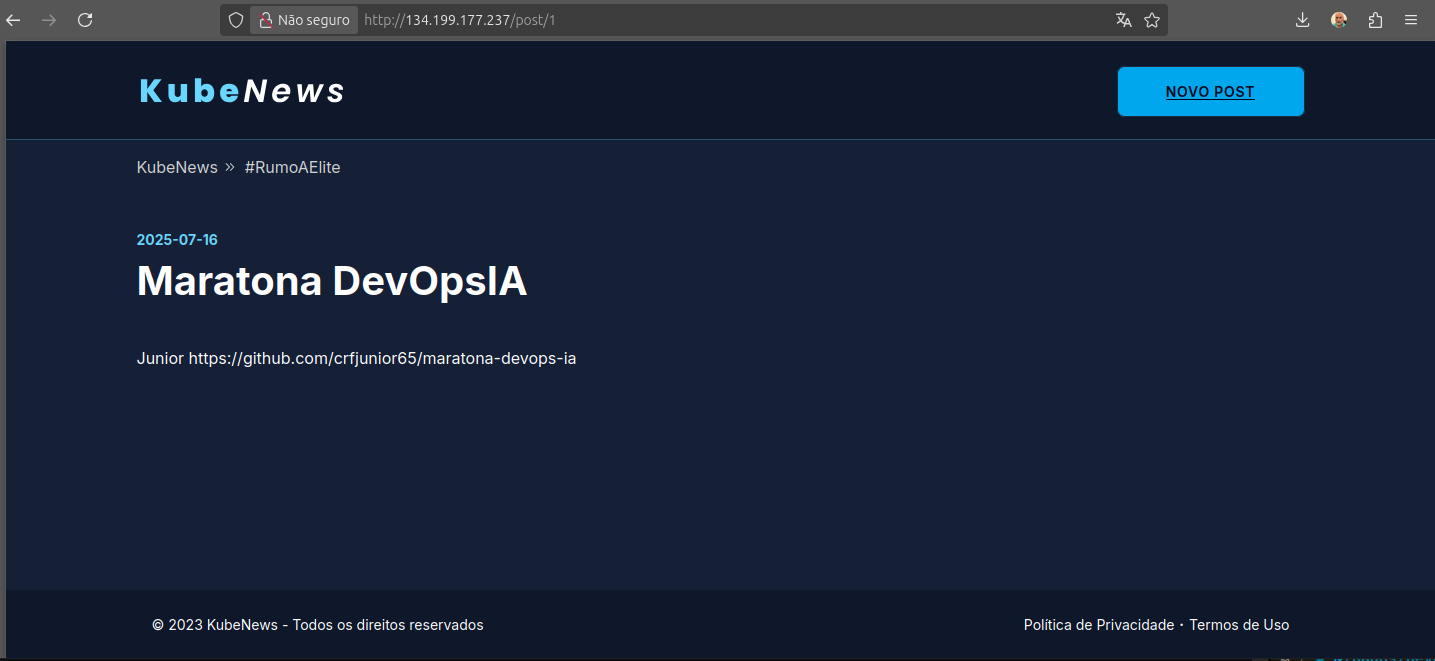 Não seguro http://134.199.177.237/post/1
KubeNews
NOVO POST
KubeNews » #RumoAElite
2025-07-16
Maratona DevOpsIA
Junior https://github.com/crfjunior65/maratona-devops-ia
© 2023 KubeNews - Todos os direitos reservados
Política de Privacidade · Termos de Uso